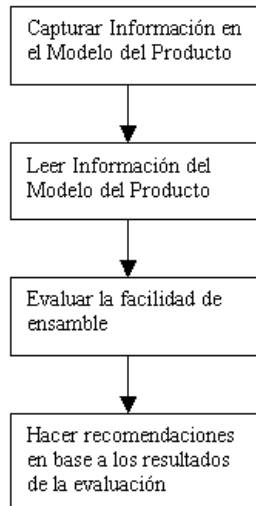 Capturar Información en
el Modelo del Producto
Leer Información del
Modelo del Producto
Evaluar la facilidad de
ensamble
Hacer recomendaciones
en base a los resultados
de la evaluación